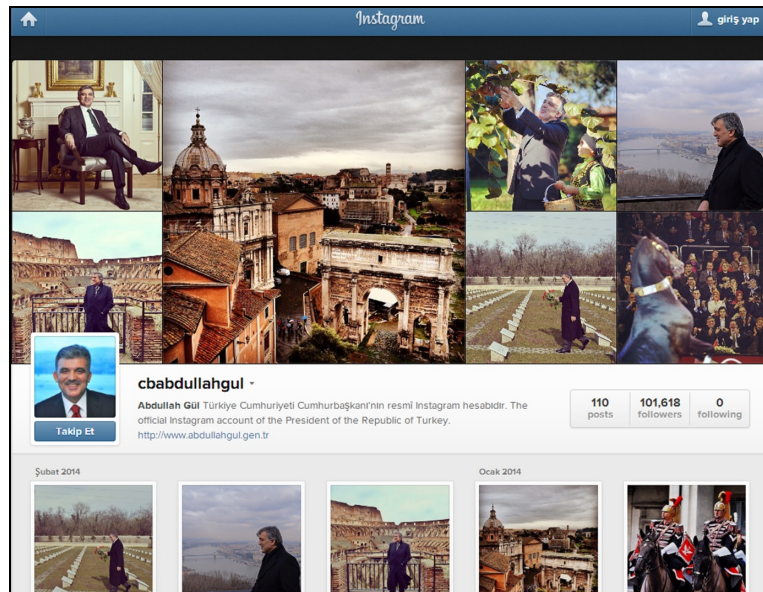 Instagram
giriş yap
cbabdullahgul
Abdullah Gül Türkiye Cumhuriyeti Cumhurbaşkanı'nın resmî Instagram hesabıdır. The
official Instagram account of the President of the Republic of Turkey.
http://www.abdullahgul.gen.tr
110
posts
101,618
followers
0
following
Takip Et
Şubat 2014
Ocak 2014